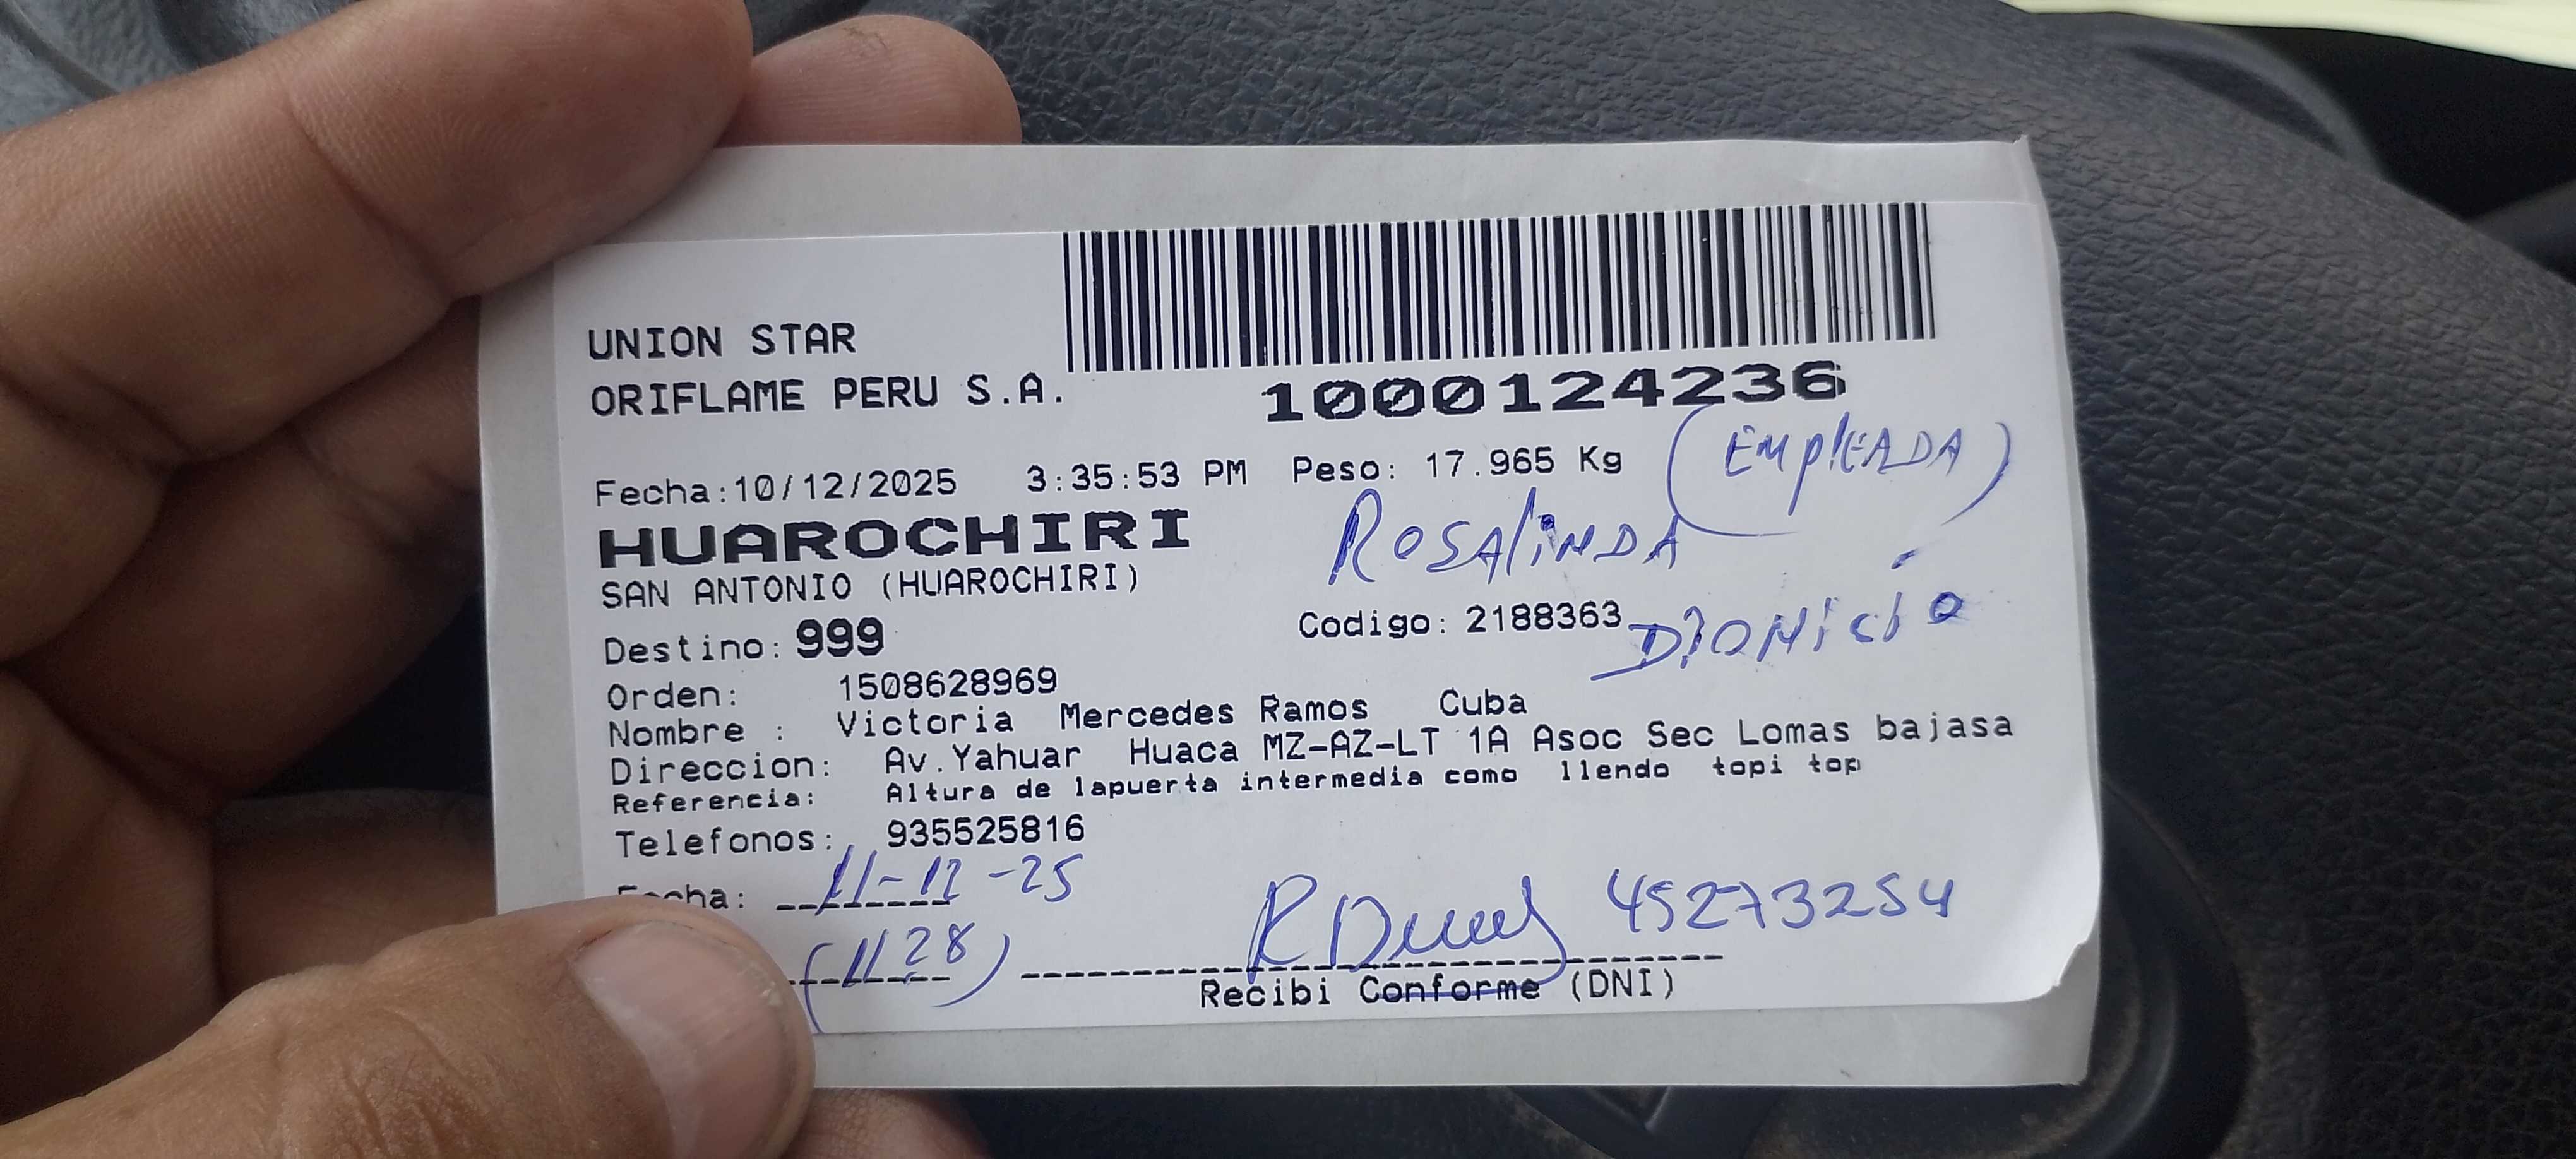 UNION STAR
ORIFLAME PERU S.A.
1000124236
Fecha:10/12/2025 3:35:53 PM Peso: 17.965 Kg
(EMPLEADA)
HUAROCHIRI
ROSALINDA
SAN ANTONIO (HUAROCHIRI)
Destino: 999
Codigo: 2188363
DIONICIO
Orden: 1508628969
Nombre : Victoria Mercedes Ramos Cuba
Direccion: Av.Yahuar Huaca MZ-AZ-LT 1A Asoc Sec Lomas bajasa
Referencia: Altura de lapuerta intermedia como llendo topi top
Telefonos: 935525816
Fecha: 11-12-25
45273254
(1128)
Recibi Conforme (DNI)